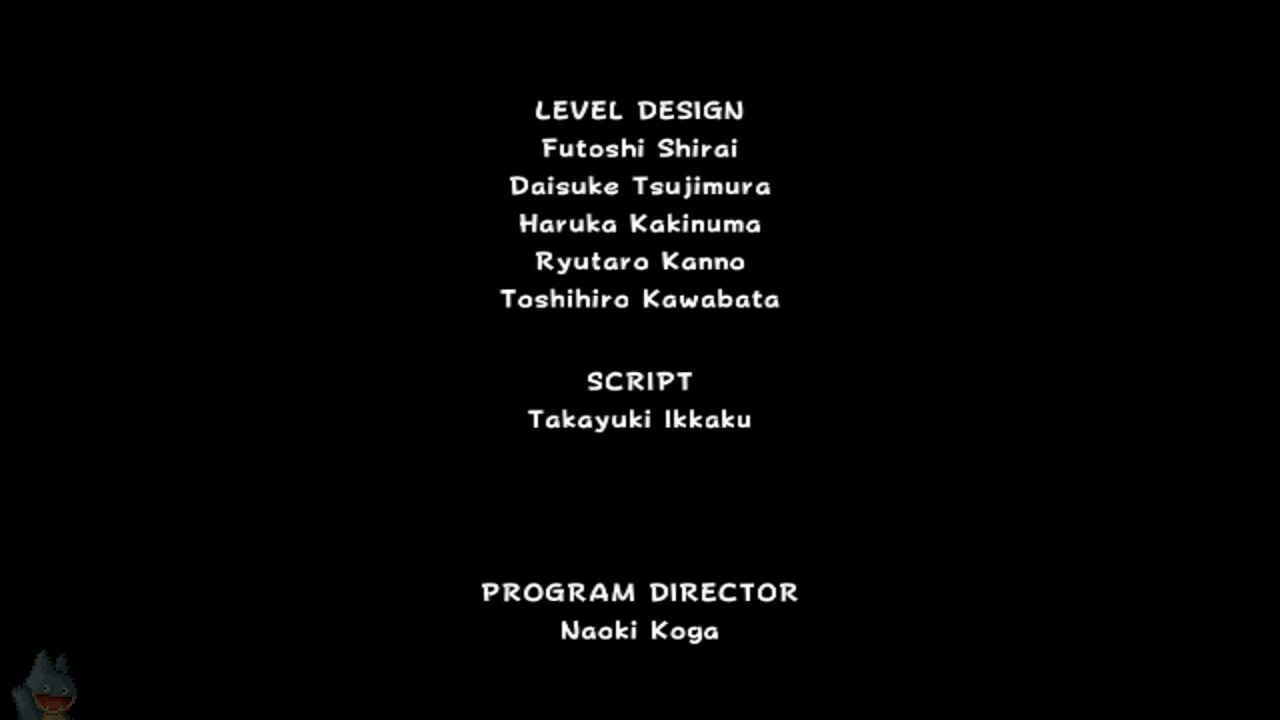 LEVEL DESIGN
Futoshi Shirai
Daisuke Tsujimura
Haruka Kakinuma
Ryutaro Kanno
Toshihiro Kawabata
SCRIPT
Takayuki Ikkaku
PROGRAM DIRECTOR
Naoki Koga